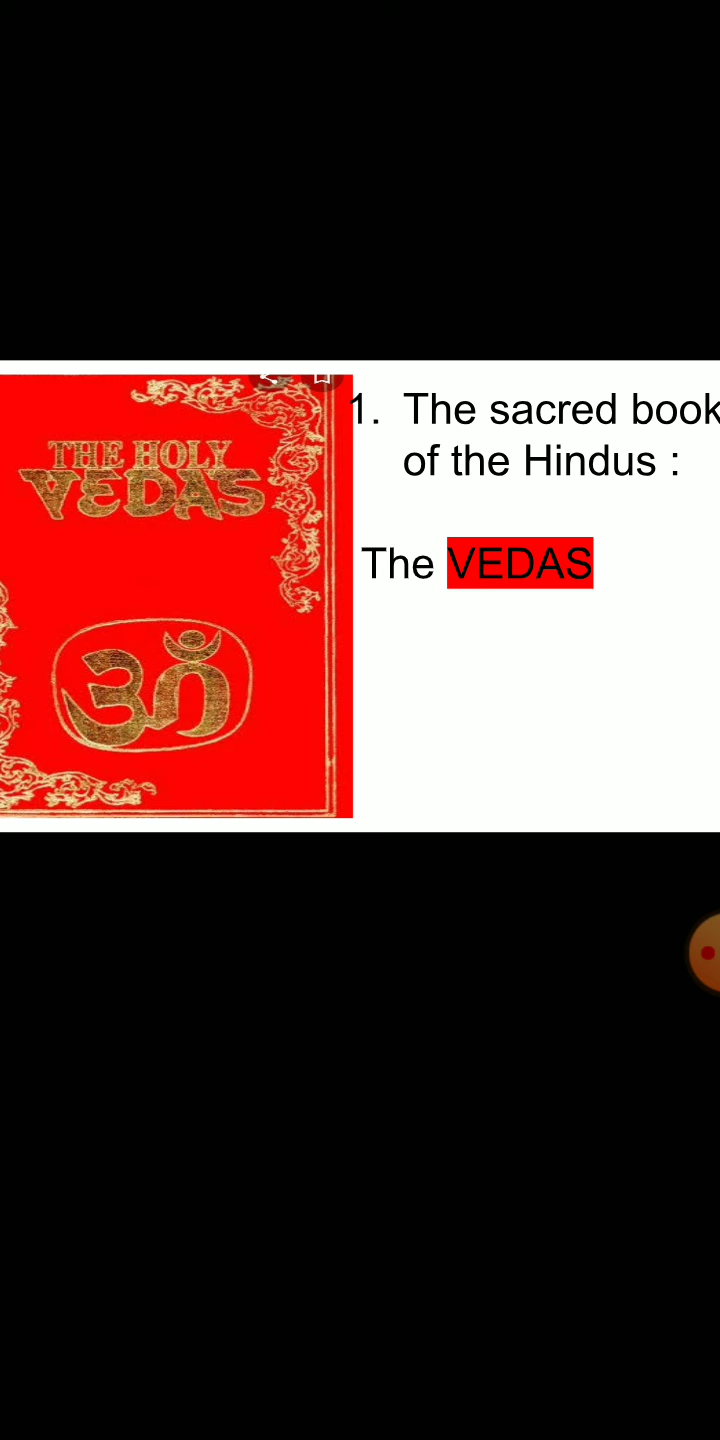 THE HOLY
VEDAS
ॐ
1. The sacred book
of the Hindus :
The VEDAS